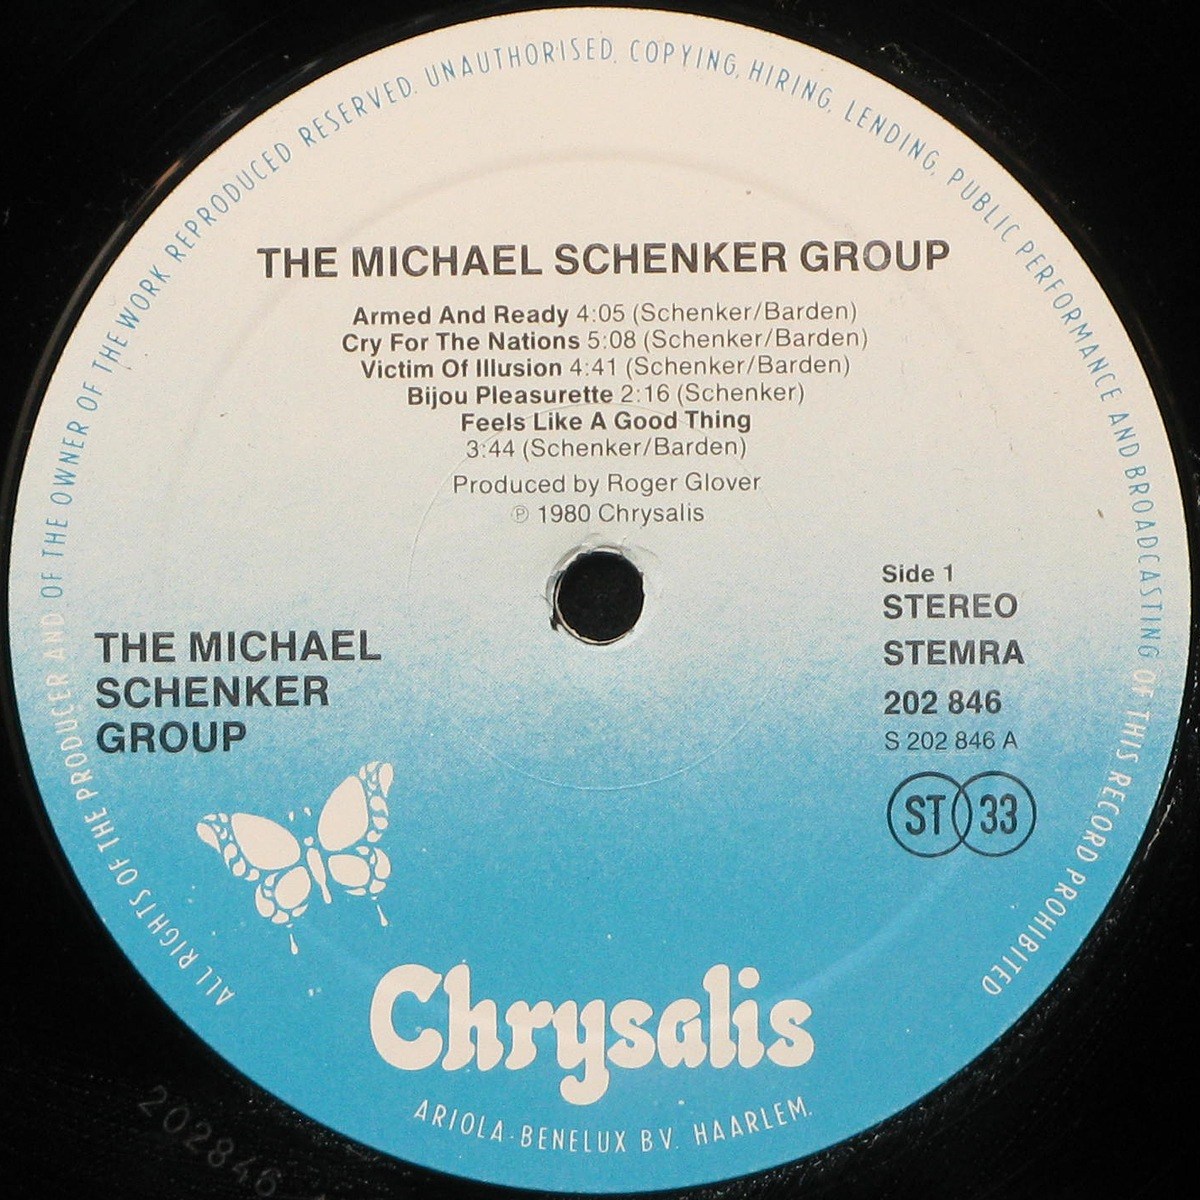 ALL RIGHTS OF THE PRODUCER AND OF THE OWNER OF THE WORK REPRODUCED RESERVED. UNAUTHORISED, COPYING, HIRING, LENDING, PUBLIC PERFORMANCE AND BROADCASTING OF THIS RECORD PROHIBITED
THE MICHAEL SCHENKER GROUP
Armed And Ready 4:05 (Schenker/Barden)
Cry For The Nations 5:08 (Schenker/Barden)
Victim Of Illusion 4:41 (Schenker/Barden)
Bijou Pleasurette 2:16 (Schenker)
Feels Like A Good Thing
3:44 (Schenker/Barden)
Produced by Roger Glover
℗ 1980 Chrysalis
Side 1
STEREO
STEMRA
202 846
S 202 846 A
ST 33
THE MICHAEL
SCHENKER
GROUP
Chrysalis
ARIOLA-BENELUX B.V. HAARLEM.
202846